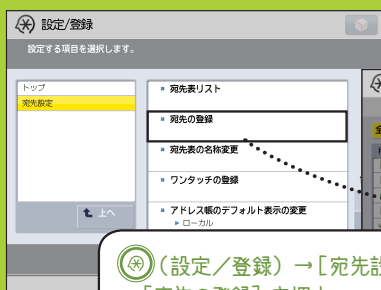 設定/登録
設定する項目を選択します。
トップ
宛先設定
上へ
宛先表リスト
宛先の登録
宛先表の名称変更
ワンタッチの登録
アドレス帳のデフォルト表示の変更
ローカル
(設定／登録) →[宛先設